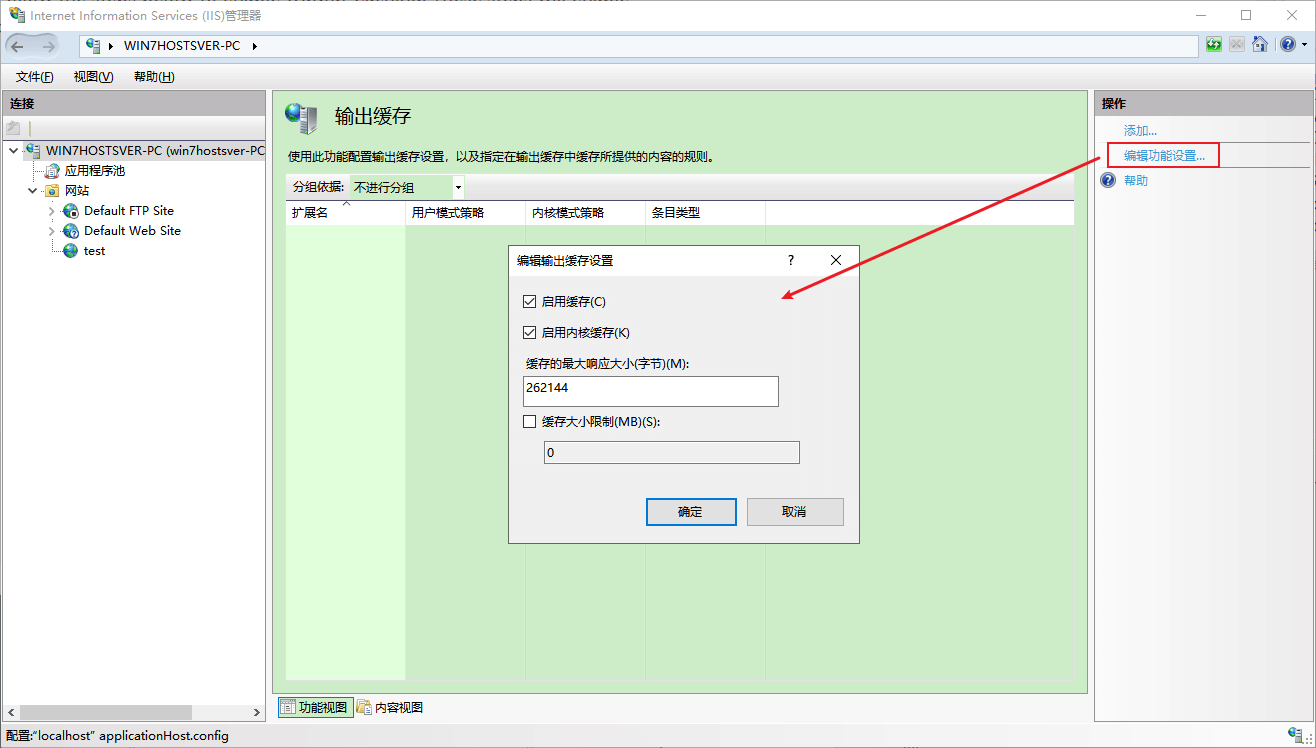 Internet Information Services (IIS)管理器
WIN7HOSTSVER-PC
文件(F) 视图(V) 帮助(H)
连接
WIN7HOSTSVER-PC (win7hostsver-PC
应用程序池
网站
Default FTP Site
Default Web Site
test
输出缓存
使用此功能配置输出缓存设置，以及指定在输出缓存中缓存所提供的内容的规则。
分组依据: 不进行分组
扩展名 用户模式策略 内核模式策略 条目类型
编辑输出缓存设置 ?
启用缓存(C)
启用内核缓存(K)
缓存的最大响应大小(字节)(M):
262144
缓存大小限制(MB)(S):
0
确定 取消
功能视图 内容视图
操作
添加...
编辑功能设置...
帮助
配置:“localhost” applicationHost.config